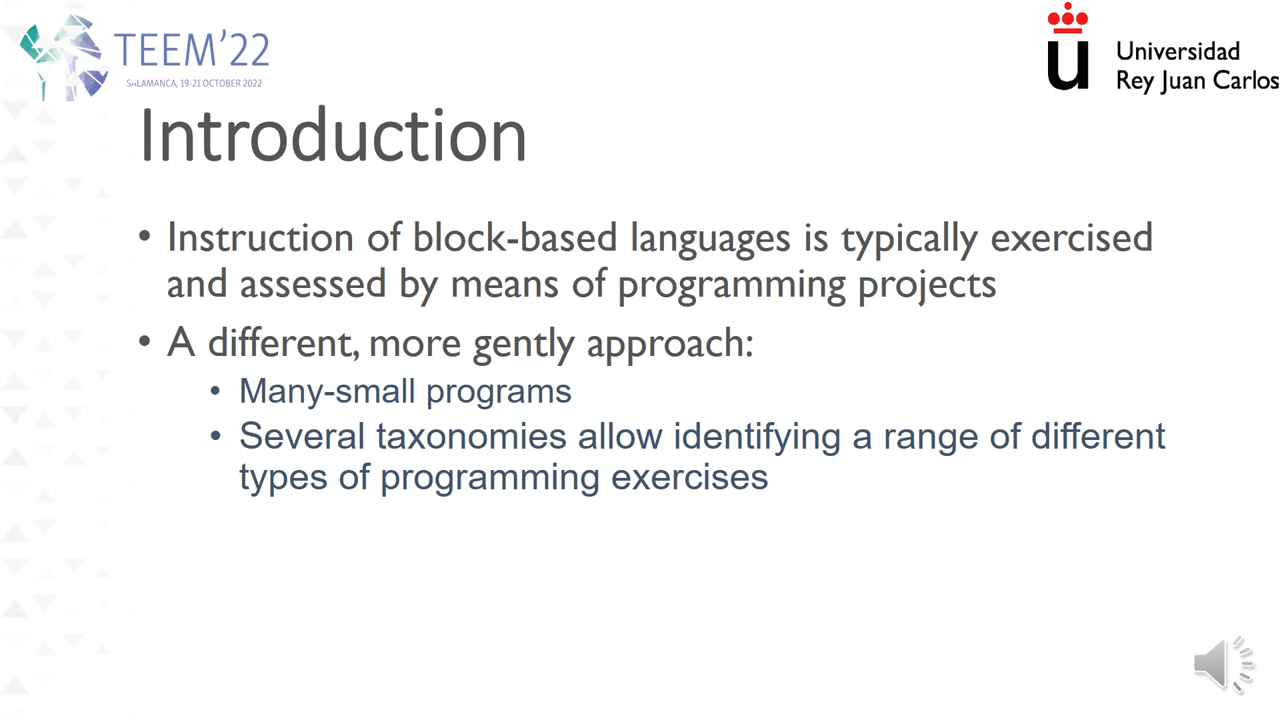 TEEM'22
SALAMANCA, 19-21 OCTOBER 2022
Universidad
Rey Juan Carlos
Introduction
• Instruction of block-based languages is typically exercised
and assessed by means of programming projects
• A different, more gently approach:
• Many-small programs
• Several taxonomies allow identifying a range of different
types of programming exercises